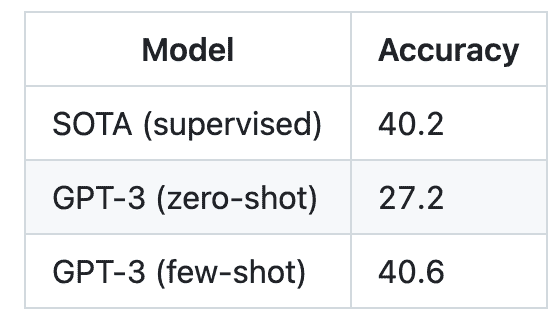 Model Accuracy
SOTA (supervised) 40.2
GPT-3 (zero-shot) 27.2
GPT-3 (few-shot) 40.6